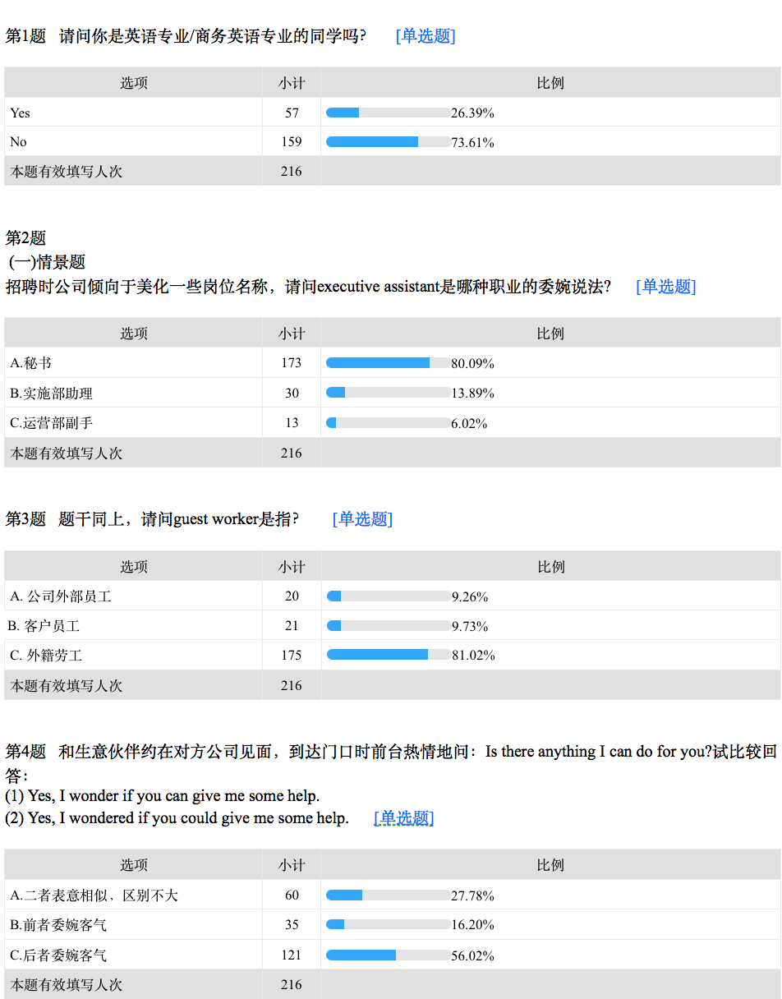 第1题 请问你是英语专业/商务英语专业的同学吗? [单选题]
选项 小计 比例
Yes 57 26.39%
No 159 73.61%
本题有效填写人次 216
第2题
(一)情景题
招聘时公司倾向于美化一些岗位名称，请问executive assistant是哪种职业的委婉说法? [单选题]
选项 小计 比例
A.秘书 173 80.09%
B.实施部助理 30 13.89%
C.运营部副手 13 6.02%
本题有效填写人次 216
第3题 题干同上，请问guest worker是指? [单选题]
选项 小计 比例
A. 公司外部员工 20 9.26%
B. 客户员工 21 9.73%
C. 外籍劳工 175 81.02%
本题有效填写人次 216
第4题 和生意伙伴约在对方公司见面，到达门口时前台热情地问：Is there anything I can do for you?试比较回
答：
(1) Yes, I wonder if you can give me some help.
(2) Yes, I wondered if you could give me some help. [单选题]
选项 小计 比例
A.二者表意相似，区别不大 60 27.78%
B.前者委婉客气 35 16.20%
C.后者委婉客气 121 56.02%
本题有效填写人次 216